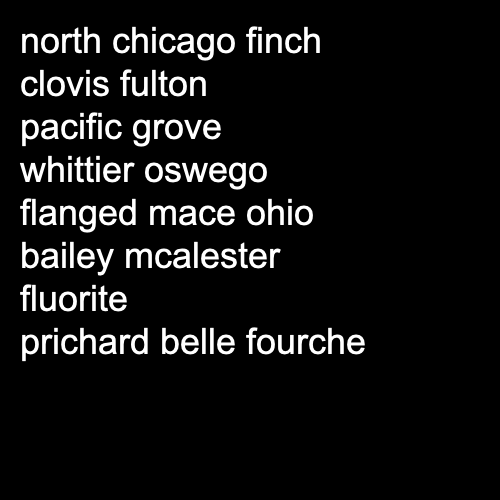 north chicago finch
clovis fulton
pacific grove
whittier oswego
flanged mace ohio
bailey mcalester
fluorite
prichard belle fourche